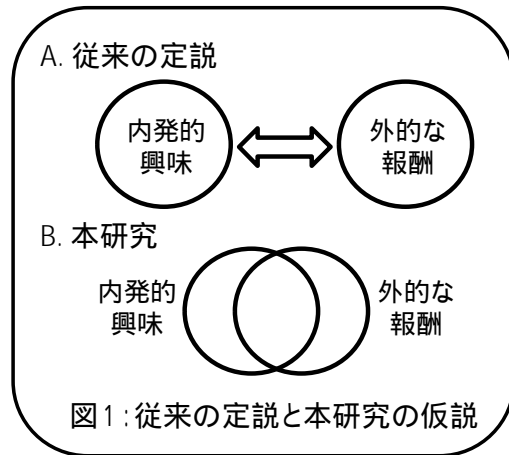 A. 従来の定説
内発的
興味
外的な
報酬
B. 本研究
内発的
興味
外的な
報酬
図1:従来の定説と本研究の仮説